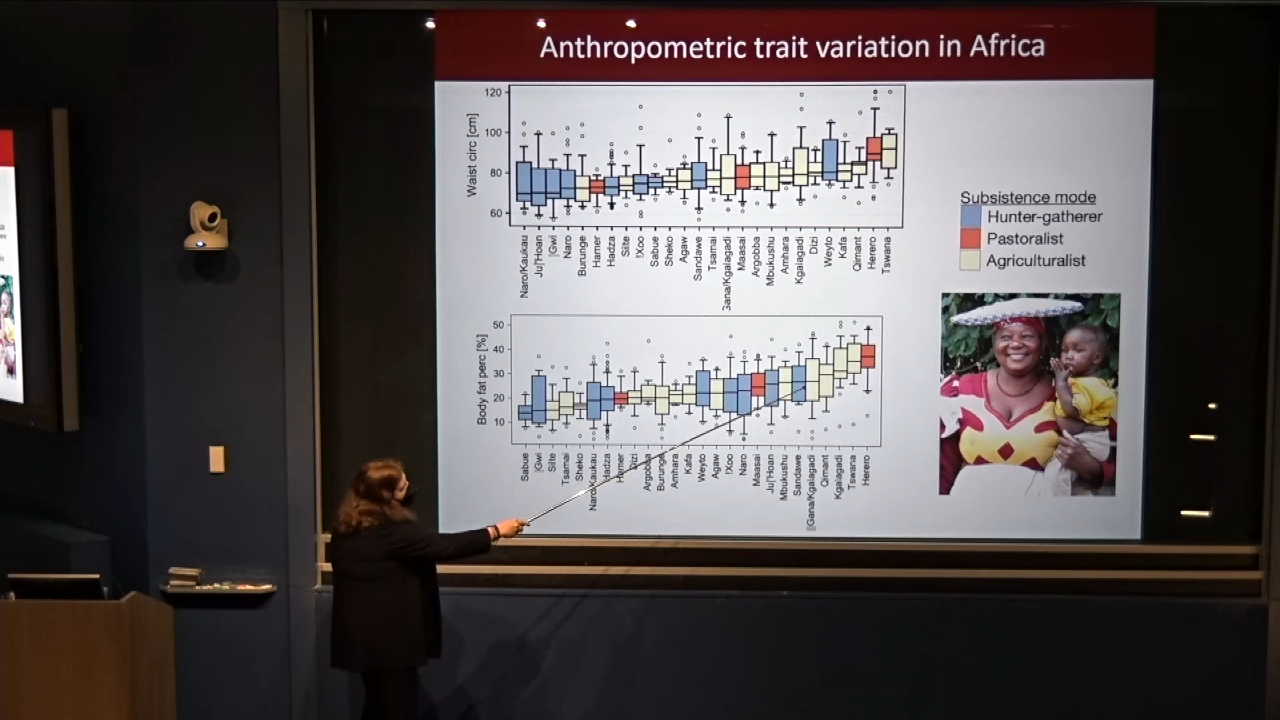 Anthropometric trait variation in Africa
Waist circ [cm]
120
100
80
60
Naro/Kaukau
Ju|'Hoan
|Gwi
Naro
Burunge
Hamer
Hadza
Silte
!Xoo
Sabue
Sheko
Agaw
Sandawe
Tsamai
Gana/Kgalagadi
Maasai
Argobba
Mbukushu
Amhara
Kgalagadi
Dizi
Weyto
Kafa
Qimant
Herero
Tswana
Subsistence mode
Hunter-gatherer
Pastoralist
Agriculturalist
Body fat perc [%]
50
40
30
20
10
Sabue
|Gwi
Silte
Tsamai
Sheko
Naro/Kaukau
Hadza
Hamer
Dizi
Argobba
Burunge
Amhara
Kafa
Weyto
Agaw
!Xoo
Naro
Maasai
Ju|'Hoan
Mbukushu
Sandawe
||Gana/Kgalagadi
Qimant
Kgalagadi
Tswana
Herero